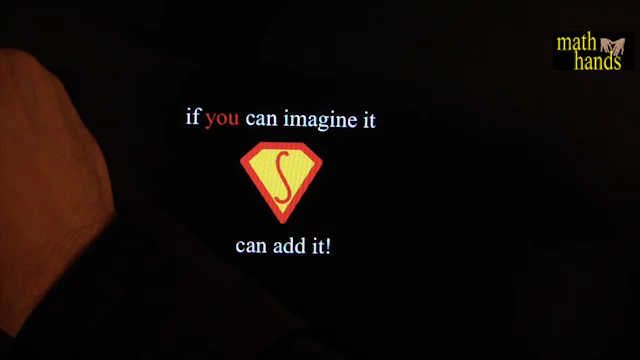 math
hands
if you can imagine it
S
can add it!